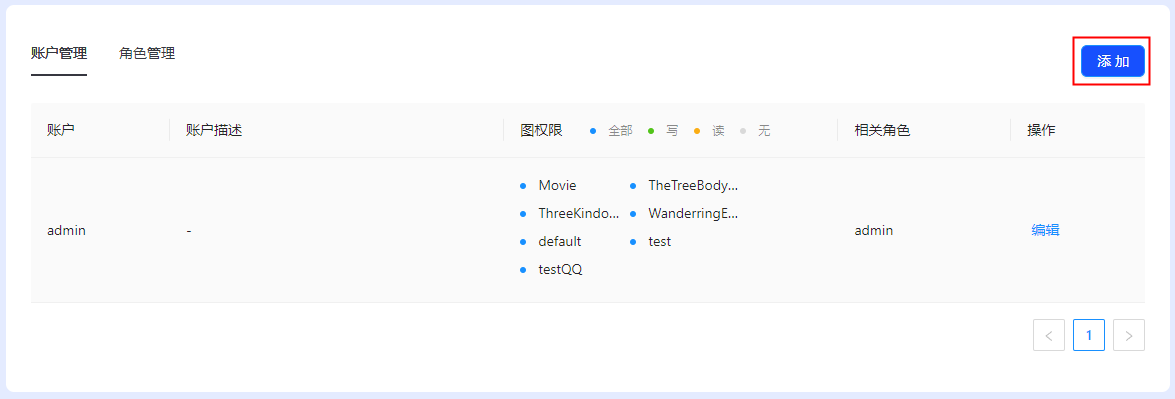 账户管理 角色管理
添加
账户 账户描述 图权限 全部 写 读 无 相关角色 操作
Movie TheTreeBody...
ThreeKindo... WanderringE...
admin - default test admin 编辑
testQQ
1